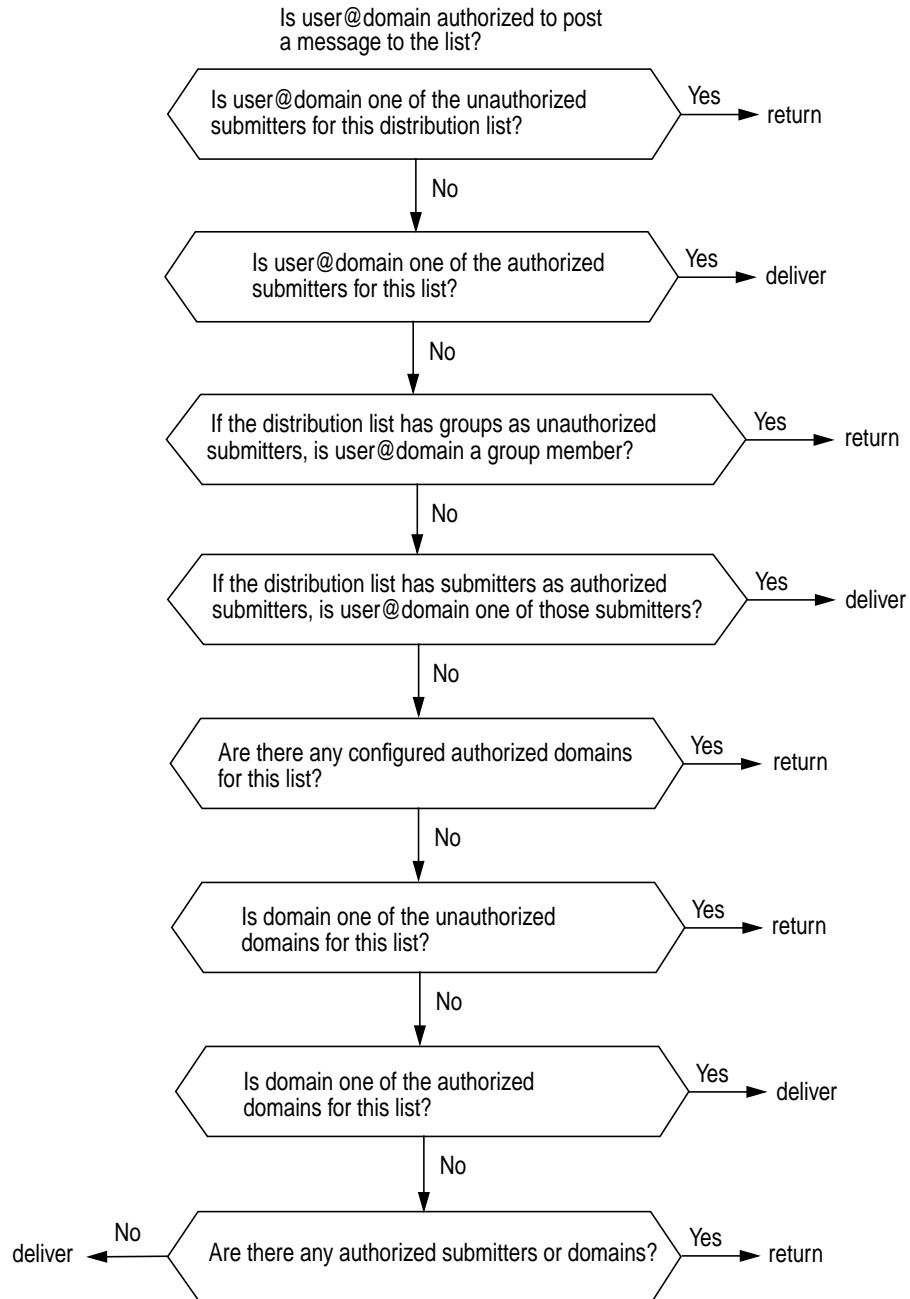 Is user@domain authorized to post
a message to the list?
Is user@domain one of the unauthorized
submitters for this distribution list?
Yes
return
No
Is user@domain one of the authorized
submitters for this list?
Yes
deliver
No
If the distribution list has groups as unauthorized
submitters, is user@domain a group member?
Yes
return
No
If the distribution list has submitters as authorized
submitters, is user@domain one of those submitters?
Yes
deliver
No
Are there any configured authorized domains
for this list?
Yes
return
No
Is domain one of the unauthorized
domains for this list?
Yes
return
No
Is domain one of the authorized
domains for this list?
Yes
deliver
No
Are there any authorized submitters or domains?
No
deliver
Yes
return